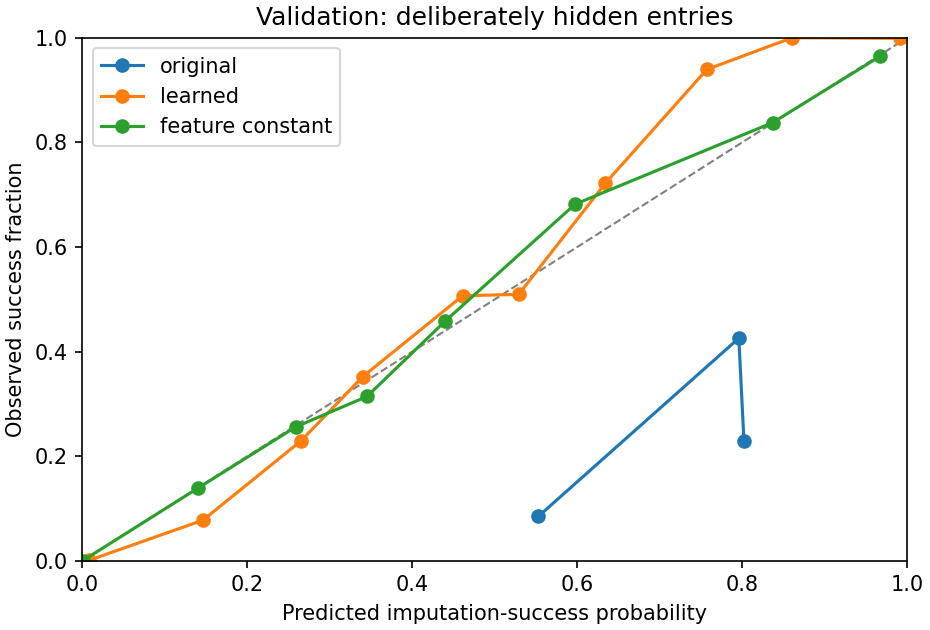 Validation: deliberately hidden entries
original
learned
feature constant
Observed success fraction
1.0
0.8
0.6
0.4
0.2
0.0
0.0 0.2 0.4 0.6 0.8 1.0
Predicted imputation-success probability